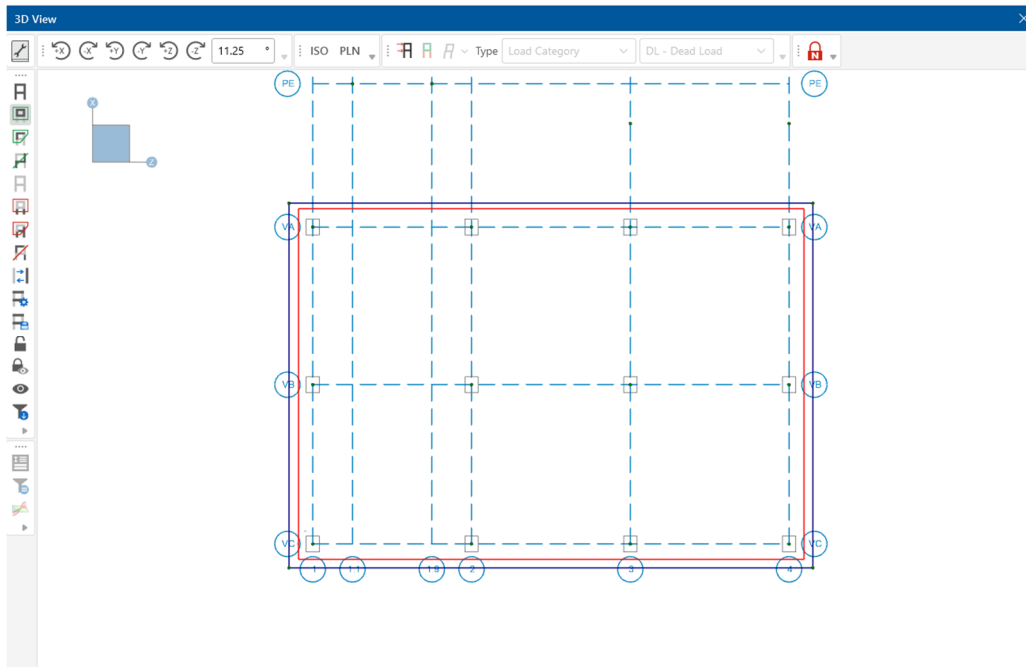 3D View
+X -X +Y -Y +Z -Z 11.25 ° ISO PLN Type Load Category DL - Dead Load N
X
Z
PE PE
VA VA
VB VB
VC VC
1 1.1 1.9 2 3 4